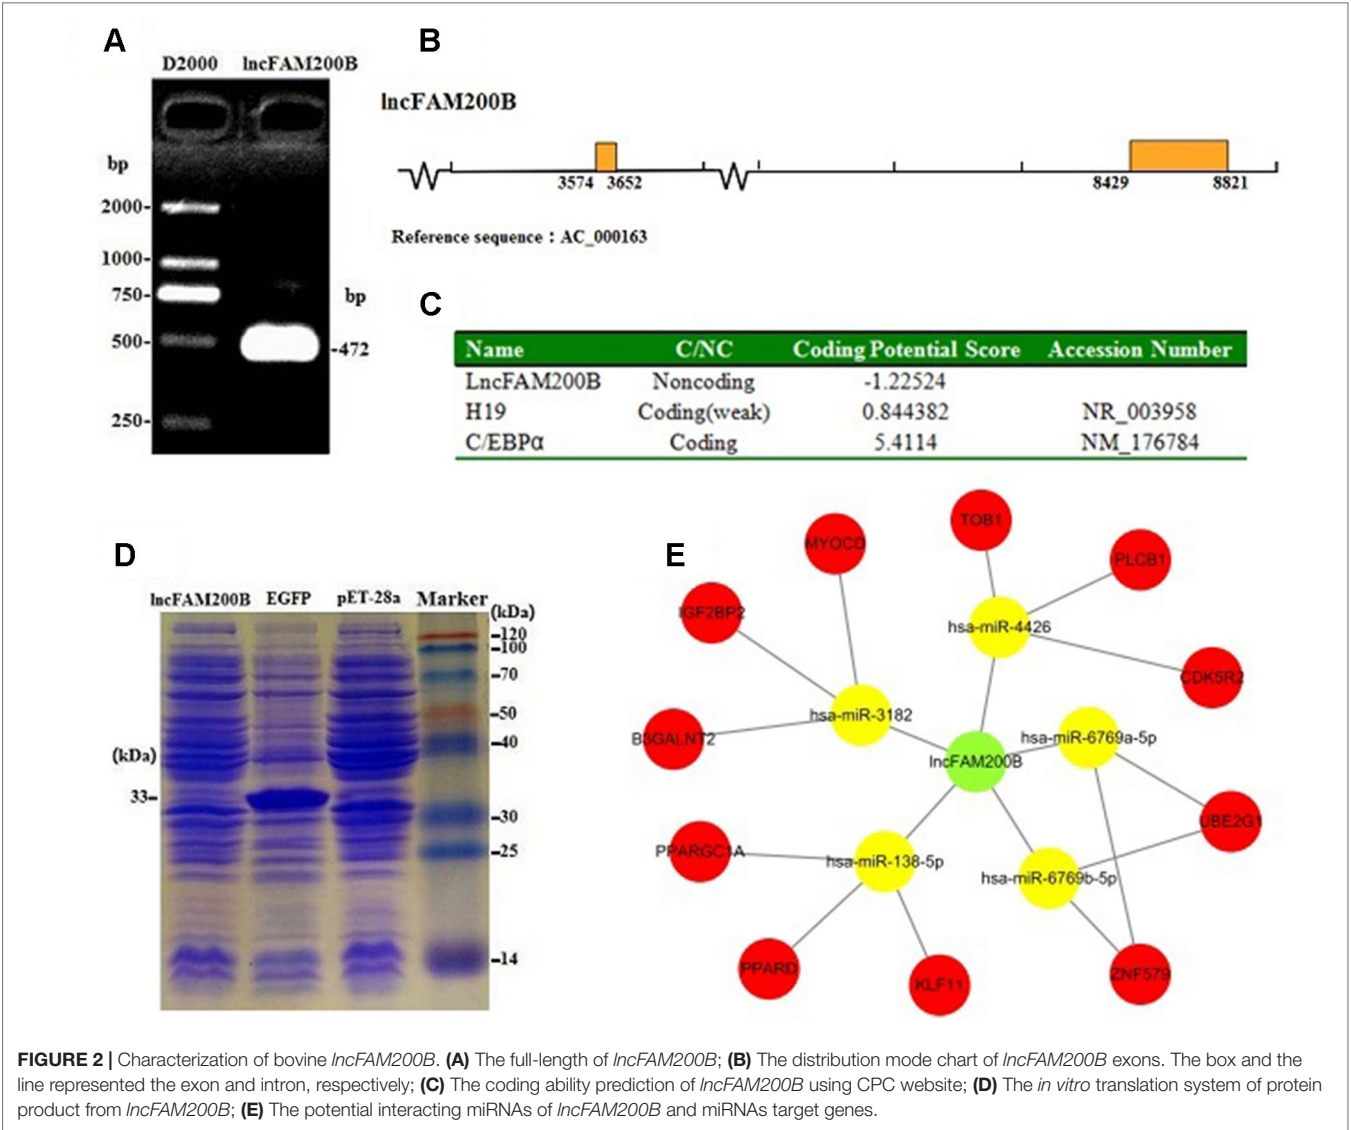 A
D2000 lncFAM200B
bp
2000-
1000-
750-
500-
250-
bp
-472
B
lncFAM200B
3574 3652
8429 8821
Reference sequence : AC_000163
C
Name C/NC Coding Potential Score Accession Number
LncFAM200B Noncoding -1.22524
H19 Coding(weak) 0.844382 NR_003958
C/EBPα Coding 5.4114 NM_176784
D
lncFAM200B EGFP pET-28a Marker
(kDa)
-120
-100
-70
-50
-40
-30
-25
-14
(kDa)
33-
E
TOB1
MYOCD
PLCB1
IGF2BP2
hsa-miR-4426
CDK5R2
hsa-miR-3182
B3GALNT2
hsa-miR-6769a-5p
lncFAM200B
UBE2G1
PPARGC1A
hsa-miR-138-5p
hsa-miR-6769b-5p
PPARD
KLF11
ZNF579
FIGURE 2 | Characterization of bovine lncFAM200B. (A) The full-length of lncFAM200B; (B) The distribution mode chart of lncFAM200B exons. The box and the
line represented the exon and intron, respectively; (C) The coding ability prediction of lncFAM200B using CPC website; (D) The in vitro translation system of protein
product from lncFAM200B; (E) The potential interacting miRNAs of lncFAM200B and miRNAs target genes.